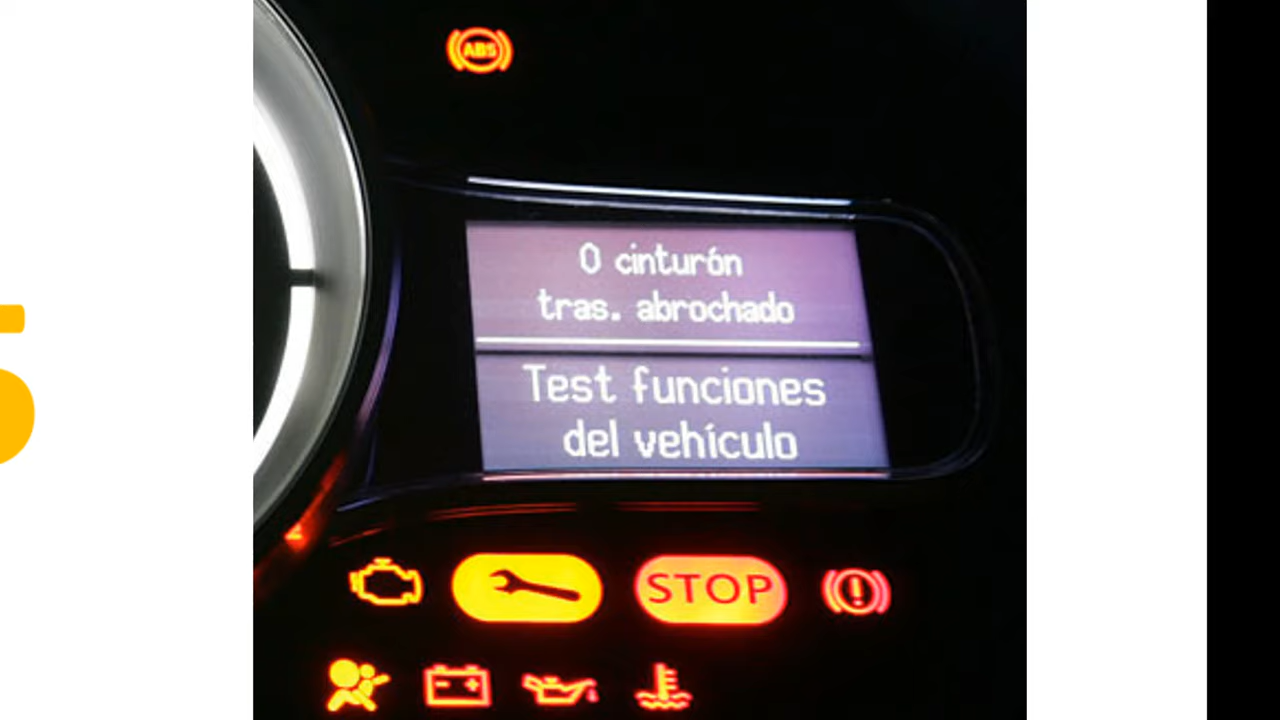 ABS
0 cinturón
tras. abrochado
Test funciones
del vehículo
STOP